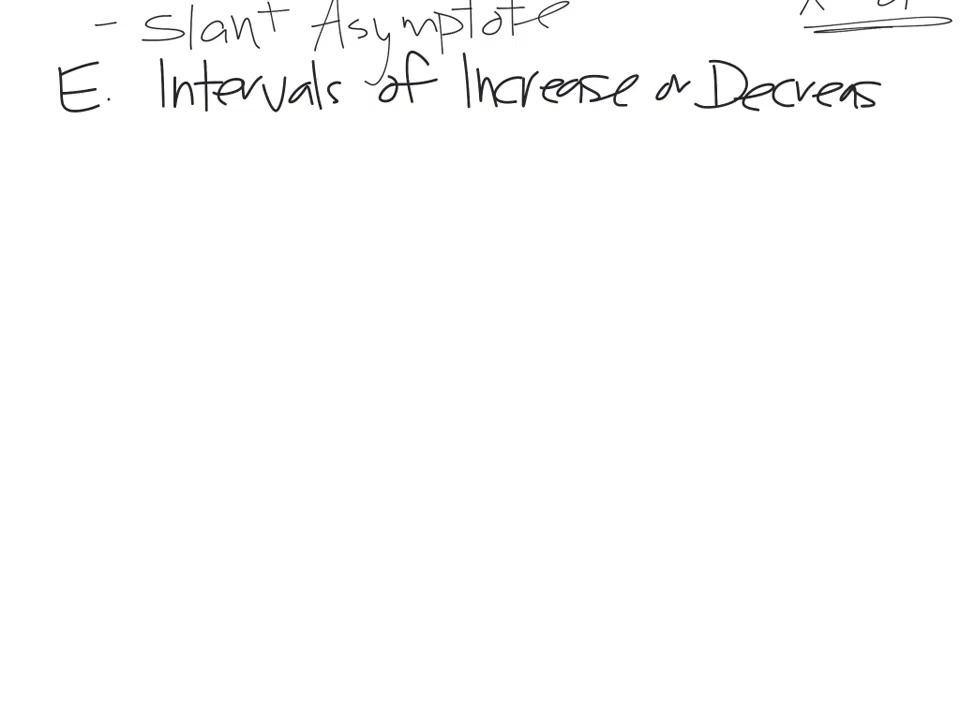 - Slant Asymptote
E. Intervals of Increase or Decreas